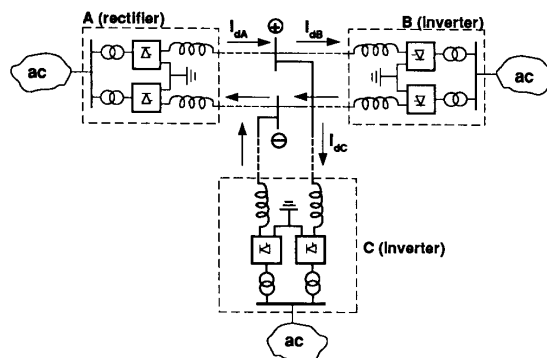 A (rectifier)
I_dA
⊕
I_dB
B (inverter)
ac
ac
⊖
I_dC
C (inverter)
ac